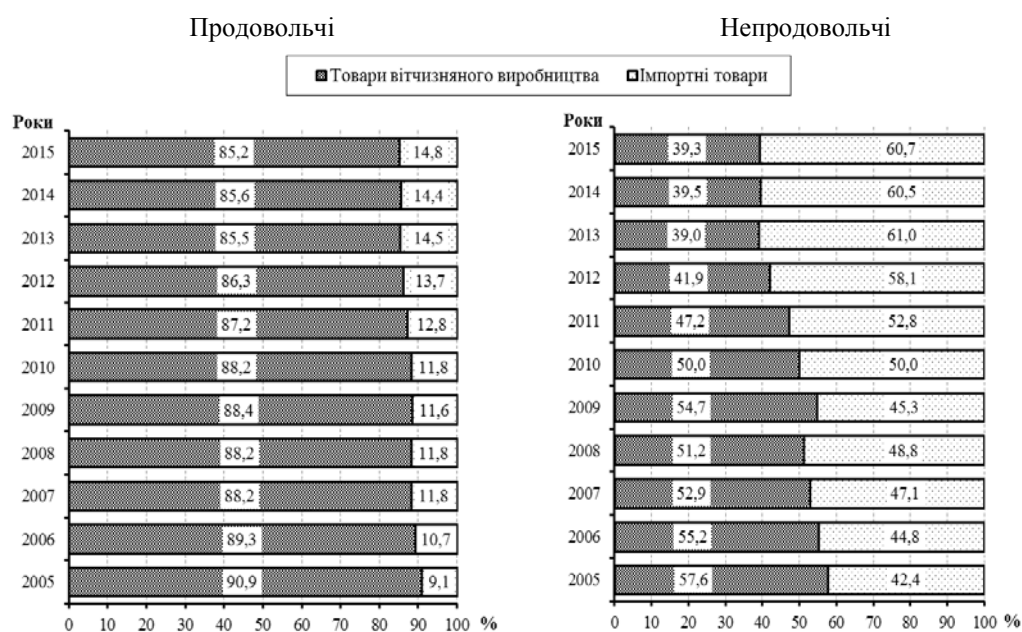 Продовольчі
Непродовольчі
Товари вітчизняного виробництва Імпортні товари
Роки
2015 85,2 14,8
2014 85,6 14,4
2013 85,5 14,5
2012 86,3 13,7
2011 87,2 12,8
2010 88,2 11,8
2009 88,4 11,6
2008 88,2 11,8
2007 88,2 11,8
2006 89,3 10,7
2005 90,9 9,1
0 10 20 30 40 50 60 70 80 90 100 %
Роки
2015 39,3 60,7
2014 39,5 60,5
2013 39,0 61,0
2012 41,9 58,1
2011 47,2 52,8
2010 50,0 50,0
2009 54,7 45,3
2008 51,2 48,8
2007 52,9 47,1
2006 55,2 44,8
2005 57,6 42,4
0 10 20 30 40 50 60 70 80 90 100 %